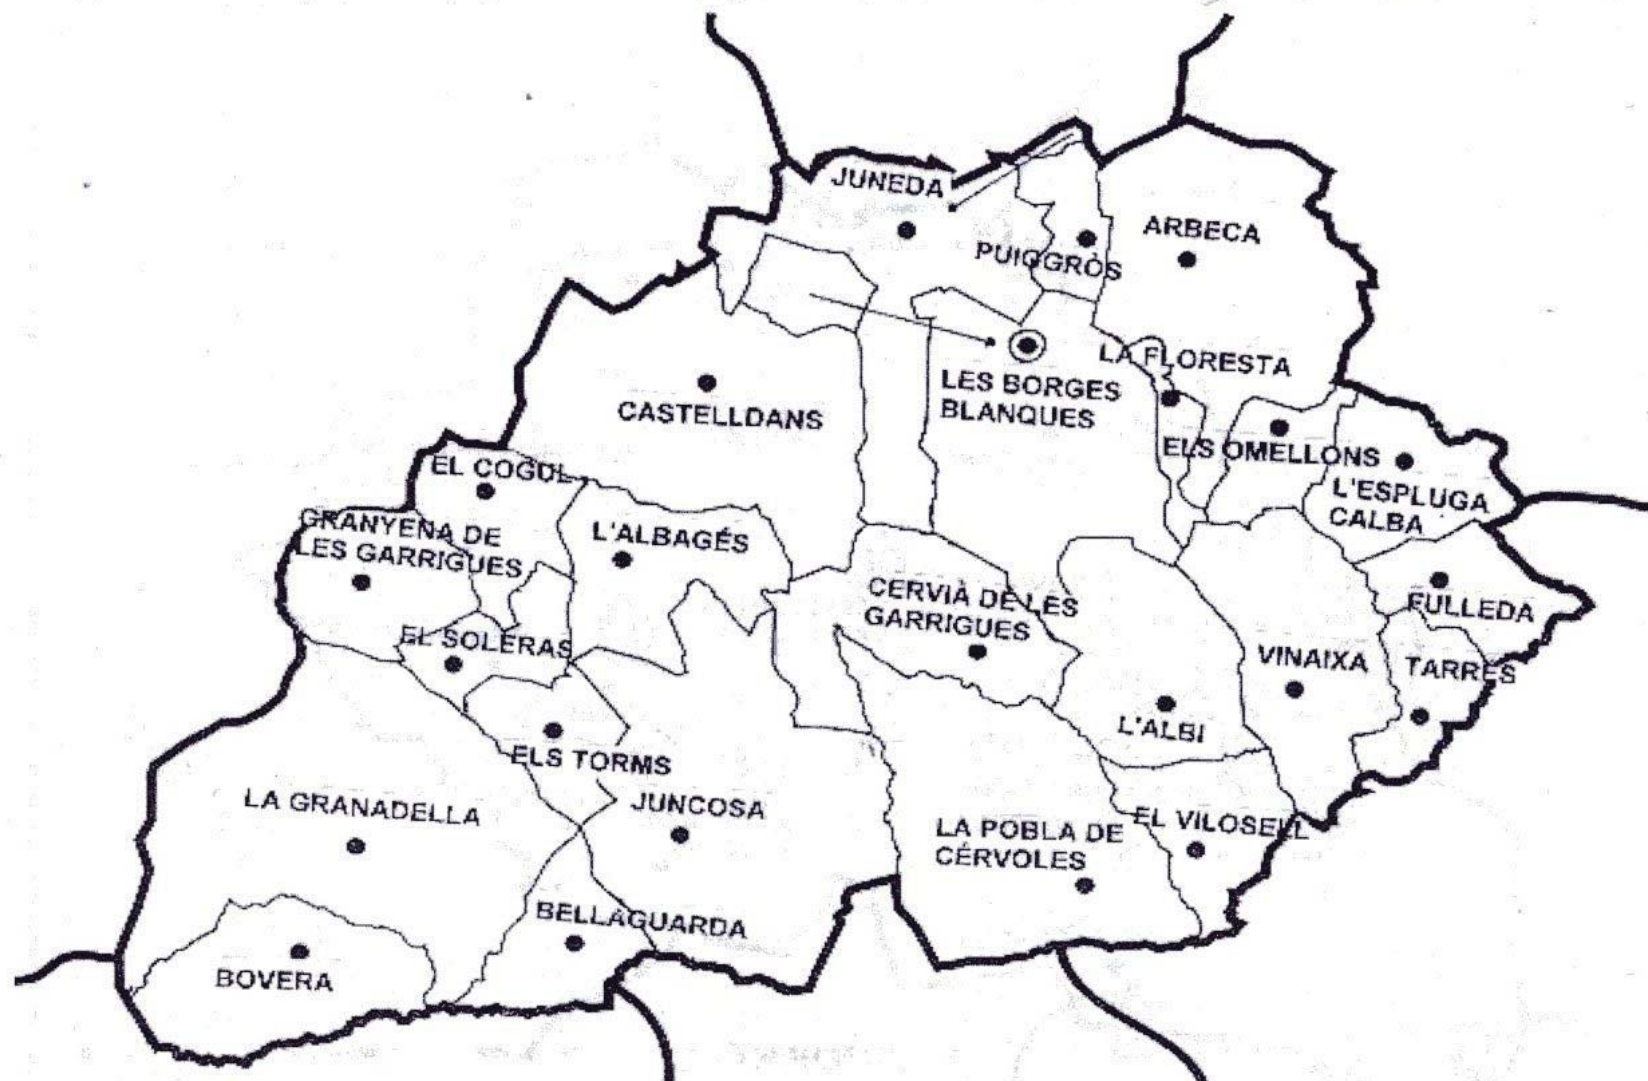 JUNEDA
ARBECA
PUIGGRÒS
LA FLORESTA
LES BORGES
BLANQUES
CASTELLDANS
ELS OMELLONS
EL COGUL
L'ESPLUGA
CALBA
GRANYENA DE
LES GARRIGUES
L'ALBAGÉS
CERVIÀ DE LES
GARRIGUES
FULLEDA
EL SOLERAS
VINAIXA
TARRES
L'ALBI
ELS TORMS
LA GRANADELLA
JUNCOSA
LA POBLA DE
CÉRVOLES
EL VILOSELL
BELLAGUARDA
BOVERA